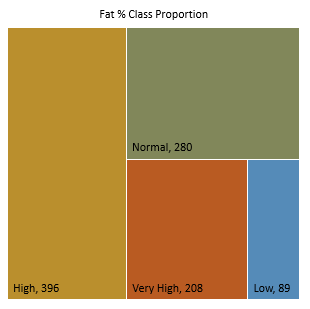 Fat % Class Proportion
Normal, 280
High, 396
Very High, 208
Low, 89